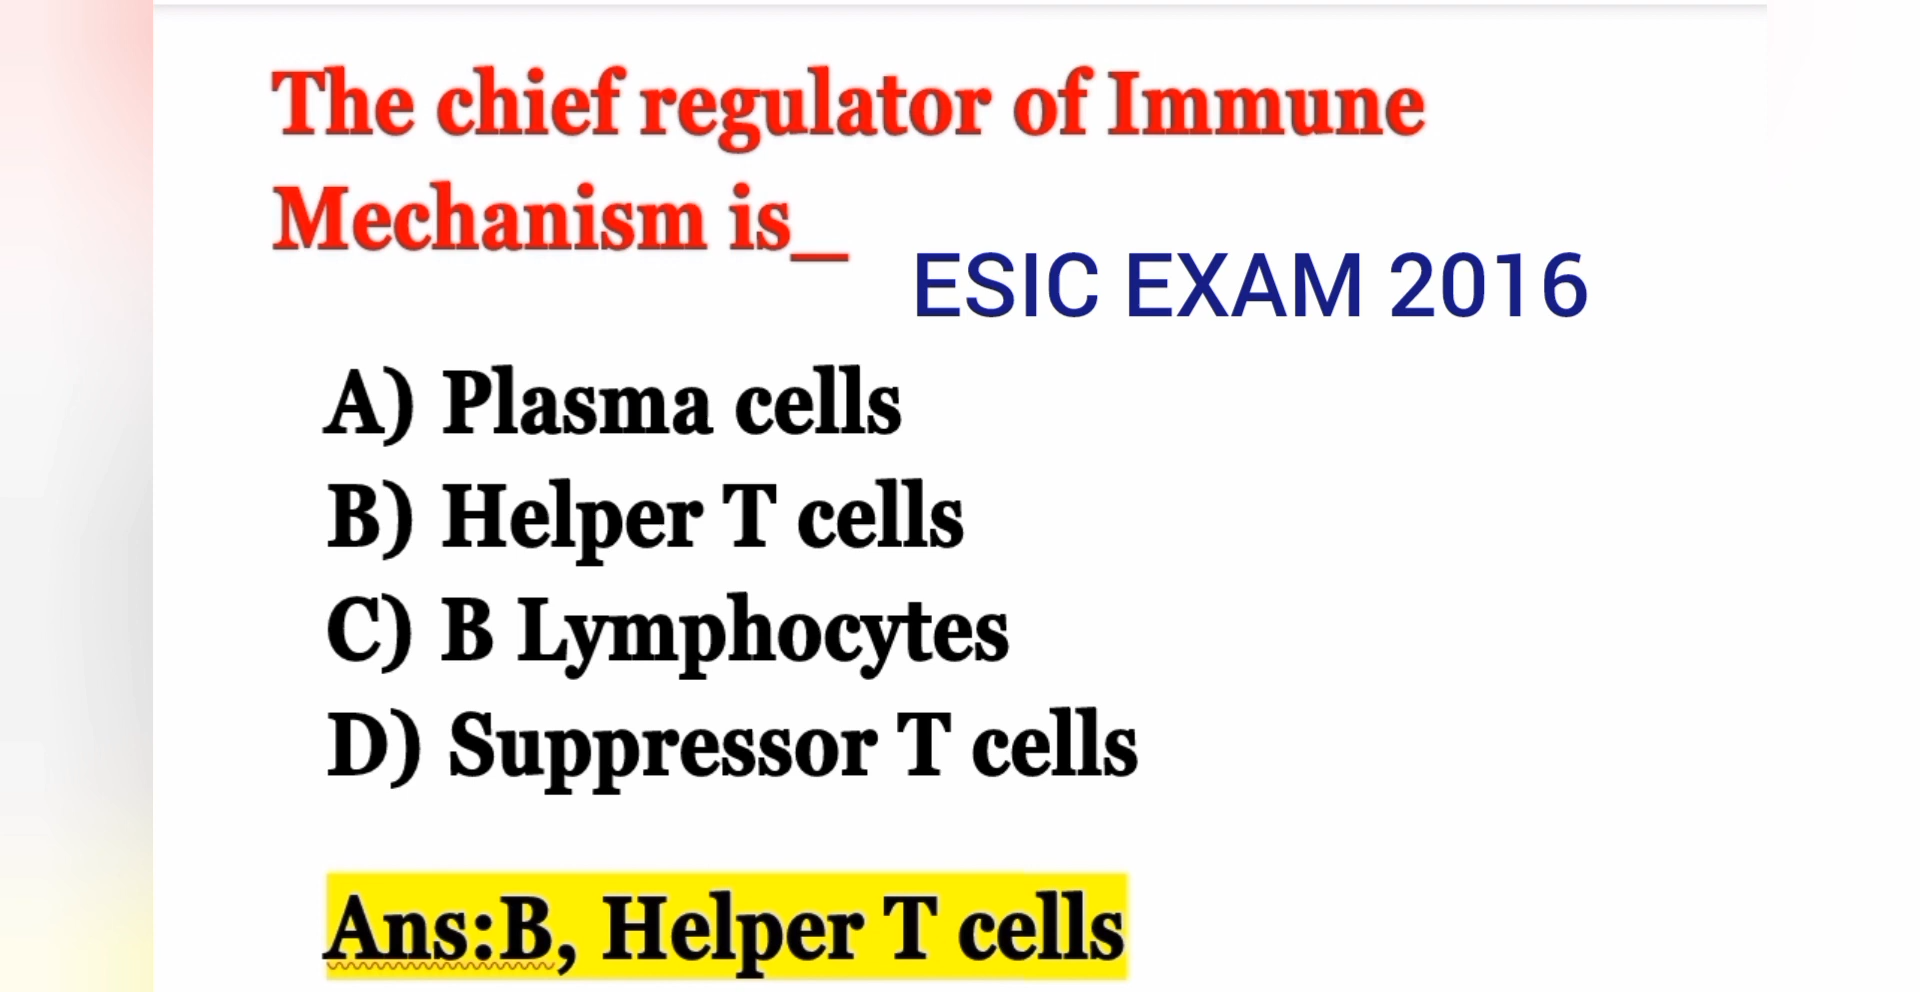 The chief regulator of Immune
Mechanism is_
ESIC EXAM 2016
A) Plasma cells
B) Helper T cells
C) B Lymphocytes
D) Suppressor T cells
Ans:B, Helper T cells